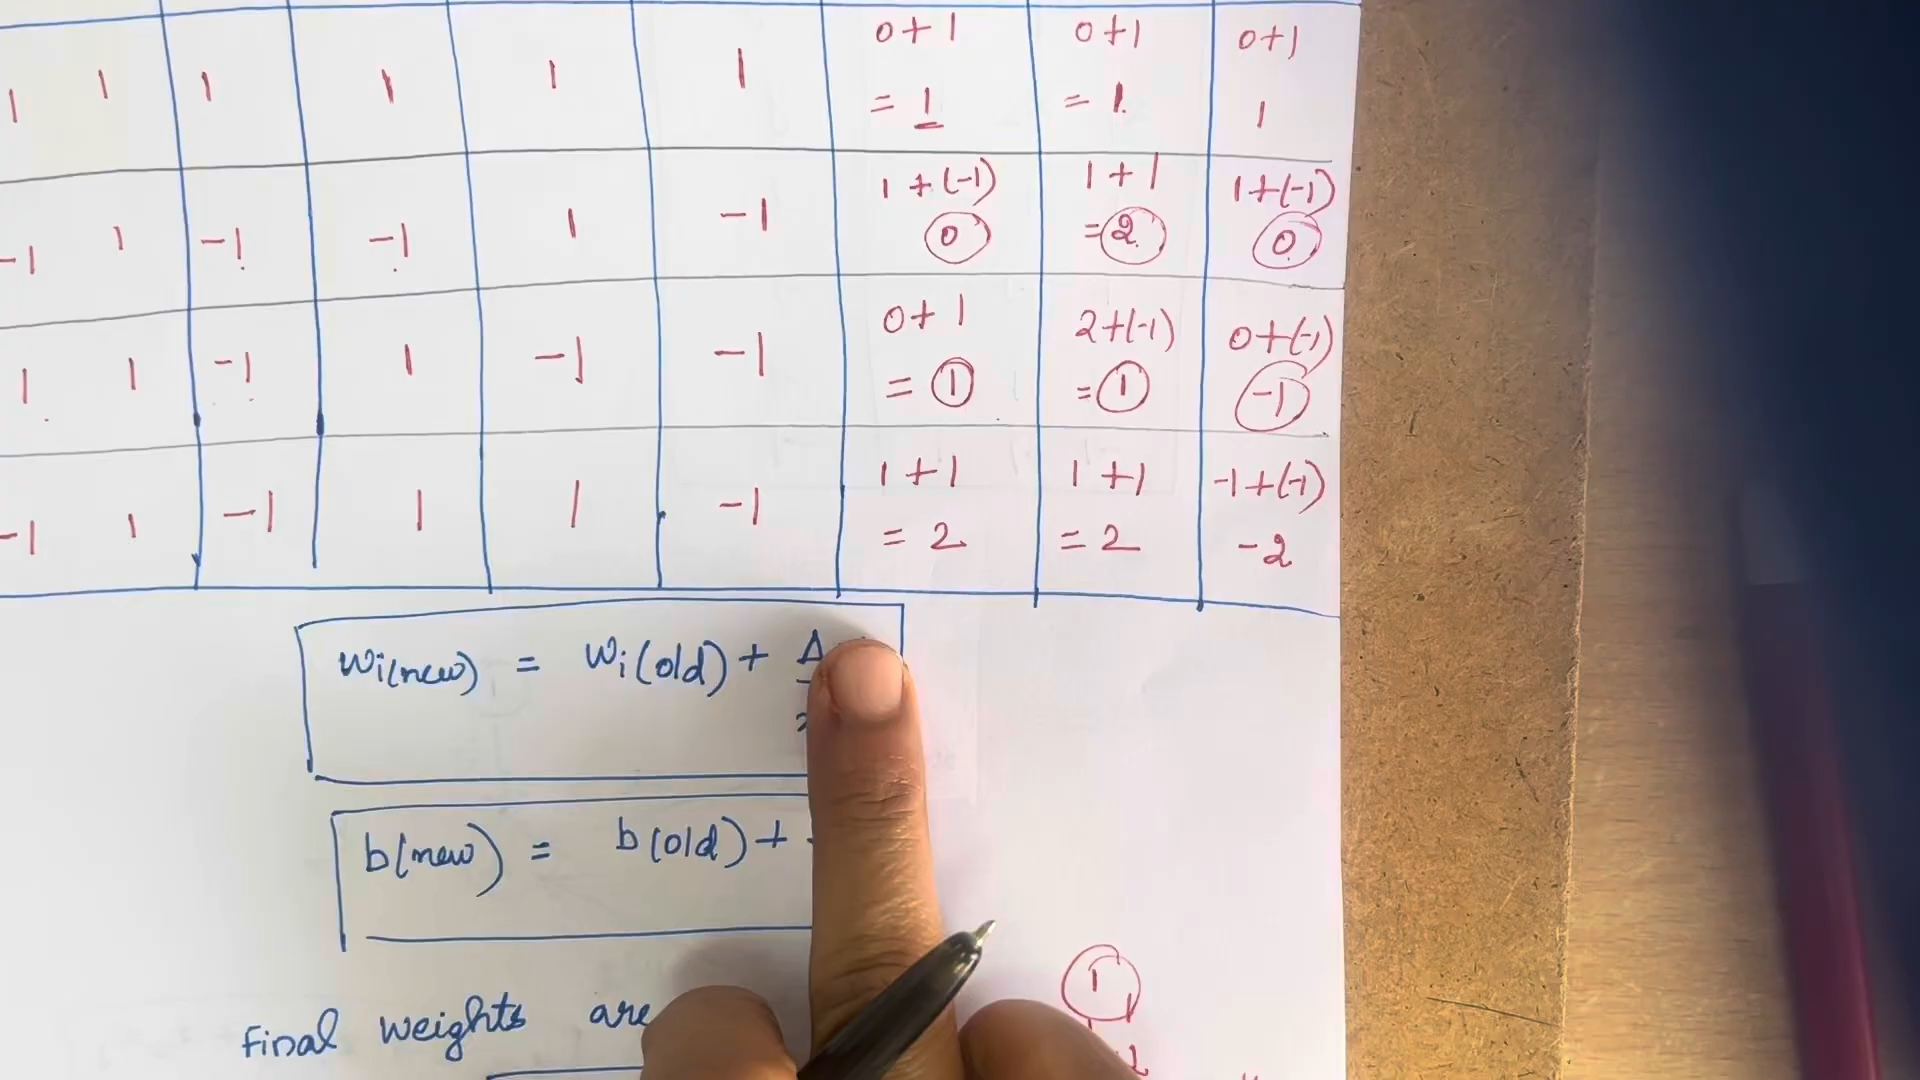 0+1 0+1 0+1
1 1 1 1 1 1 = 1 = 1 1
1+(-1) 1+1 1+(-1)
-1 1 -1 -1 1 -1 0 =2 0
0+1 2+(-1) 0+(-1)
1 1 -1 1 -1 -1 = 1 =1 -1
1+1 1+1 -1+(-1)
-1 1 -1 1 1 -1 = 2 =2 -2
wi(new) = wi(old) + Δ
b(new) = b(old) +
Final weights are
1